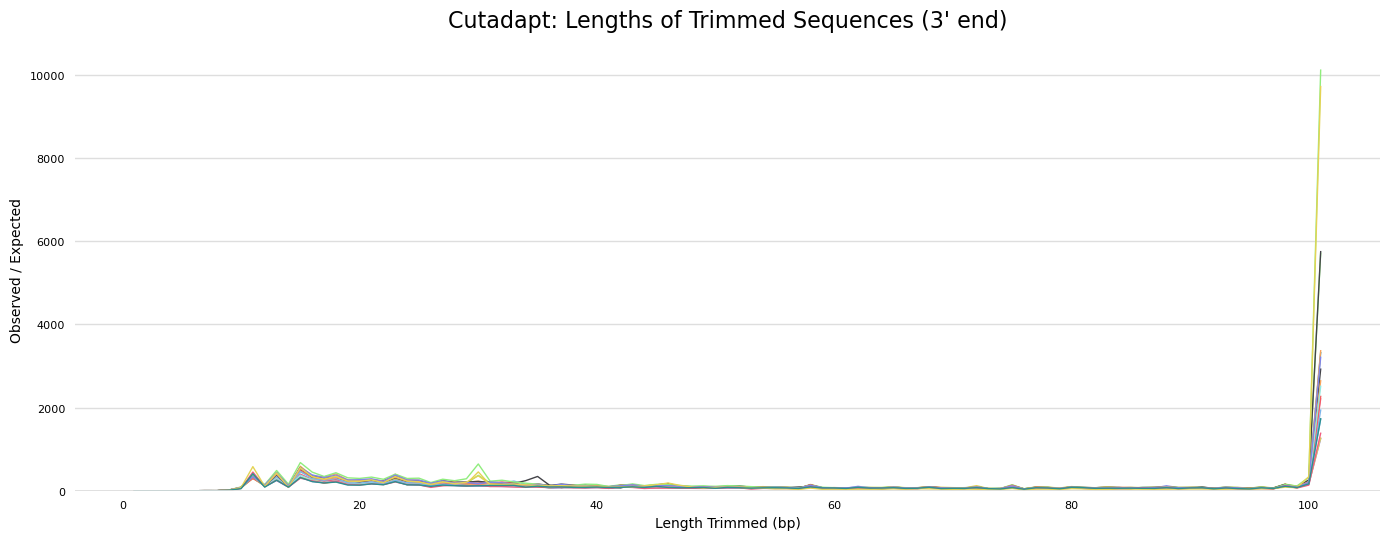 Cutadapt: Lengths of Trimmed Sequences (3' end)
Observed / Expected
10000
8000
6000
4000
2000
0
0 20 40 60 80 100
Length Trimmed (bp)